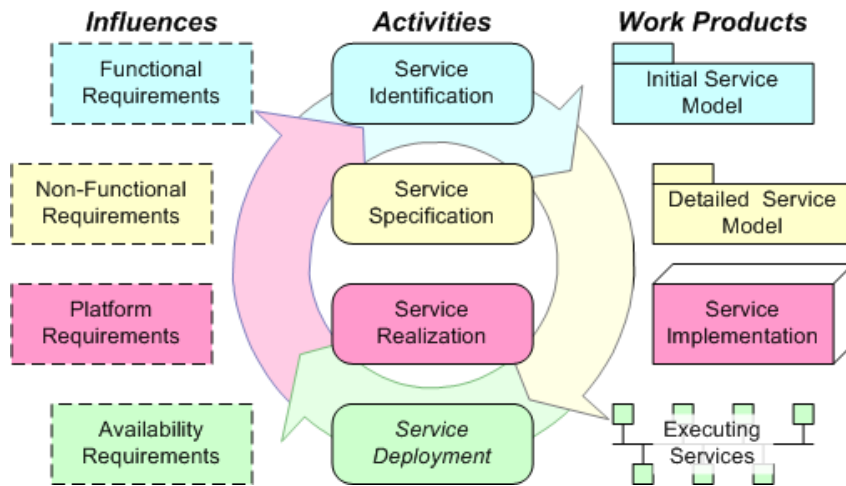 Influences
Activities
Work Products
Functional
Requirements
Service
Identification
Initial Service
Model
Non-Functional
Requirements
Service
Specification
Detailed Service
Model
Platform
Requirements
Service
Realization
Service
Implementation
Availability
Requirements
Service
Deployment
Executing
Services